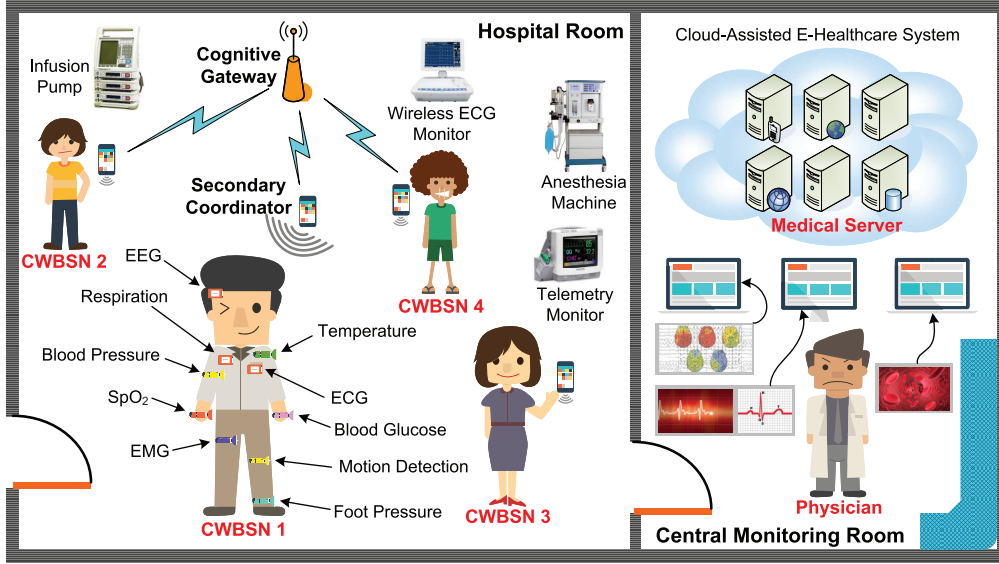 Hospital Room
Cloud-Assisted E-Healthcare System
Cognitive
Gateway
Infusion
Pump
Wireless ECG
Monitor
Anesthesia
Machine
Secondary
Coordinator
Medical Server
CWBSN 2
EEG
CWBSN 4
Telemetry
Monitor
Respiration
Temperature
Blood Pressure
SpO₂
ECG
Blood Glucose
EMG
Motion Detection
Foot Pressure
CWBSN 1
CWBSN 3
Physician
Central Monitoring Room